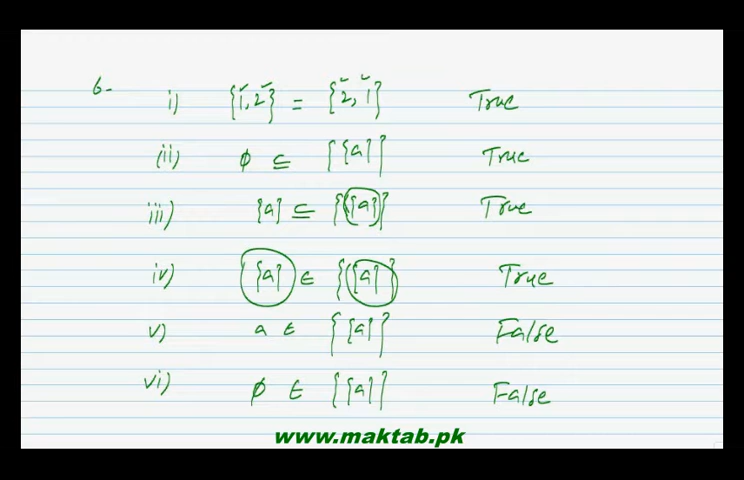 6-
i) {1, 2} = {2, 1} True
(ii) φ ⊆ {{a}} True
iii) {a} ⊆ {{a}} True
iv) {a} ∈ {{a}} True
v) a ∈ {{a}} False
vi) φ ∈ {{a}} False
www.maktab.pk